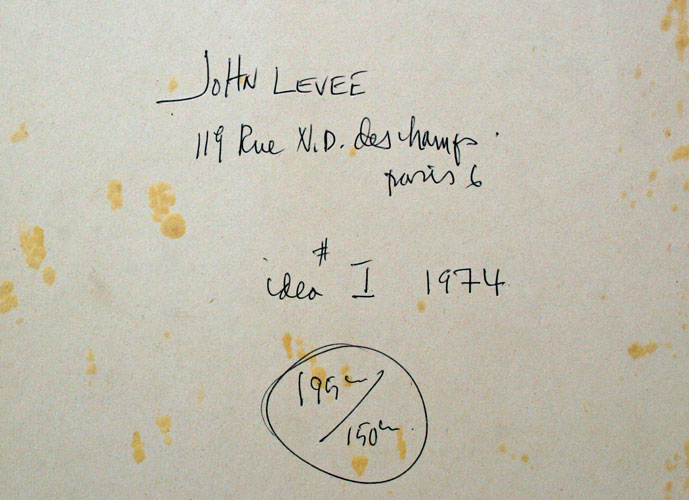 JOHN LEVEE
119 Rue N.D. des champs.
paris 6
idea # I 1974
195cm / 150cm